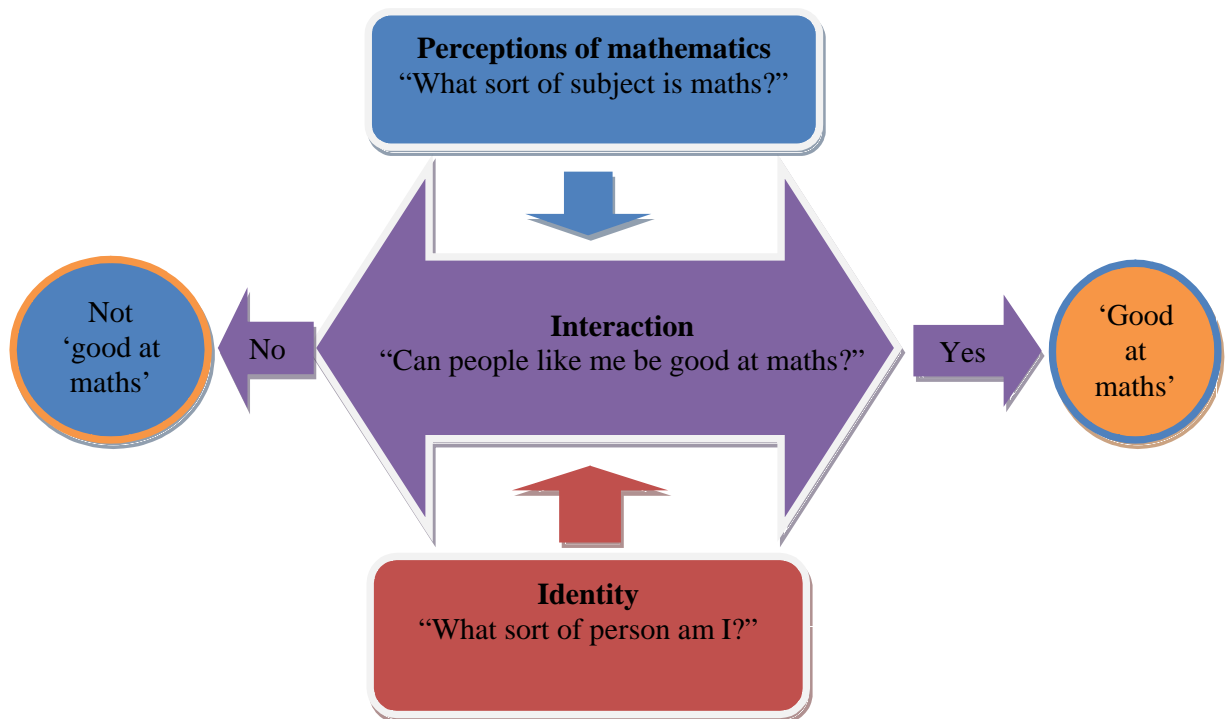 Perceptions of mathematics
“What sort of subject is maths?”
Not
‘good at
maths’
No
Interaction
“Can people like me be good at maths?”
Yes
‘Good
at
maths’
Identity
“What sort of person am I?”